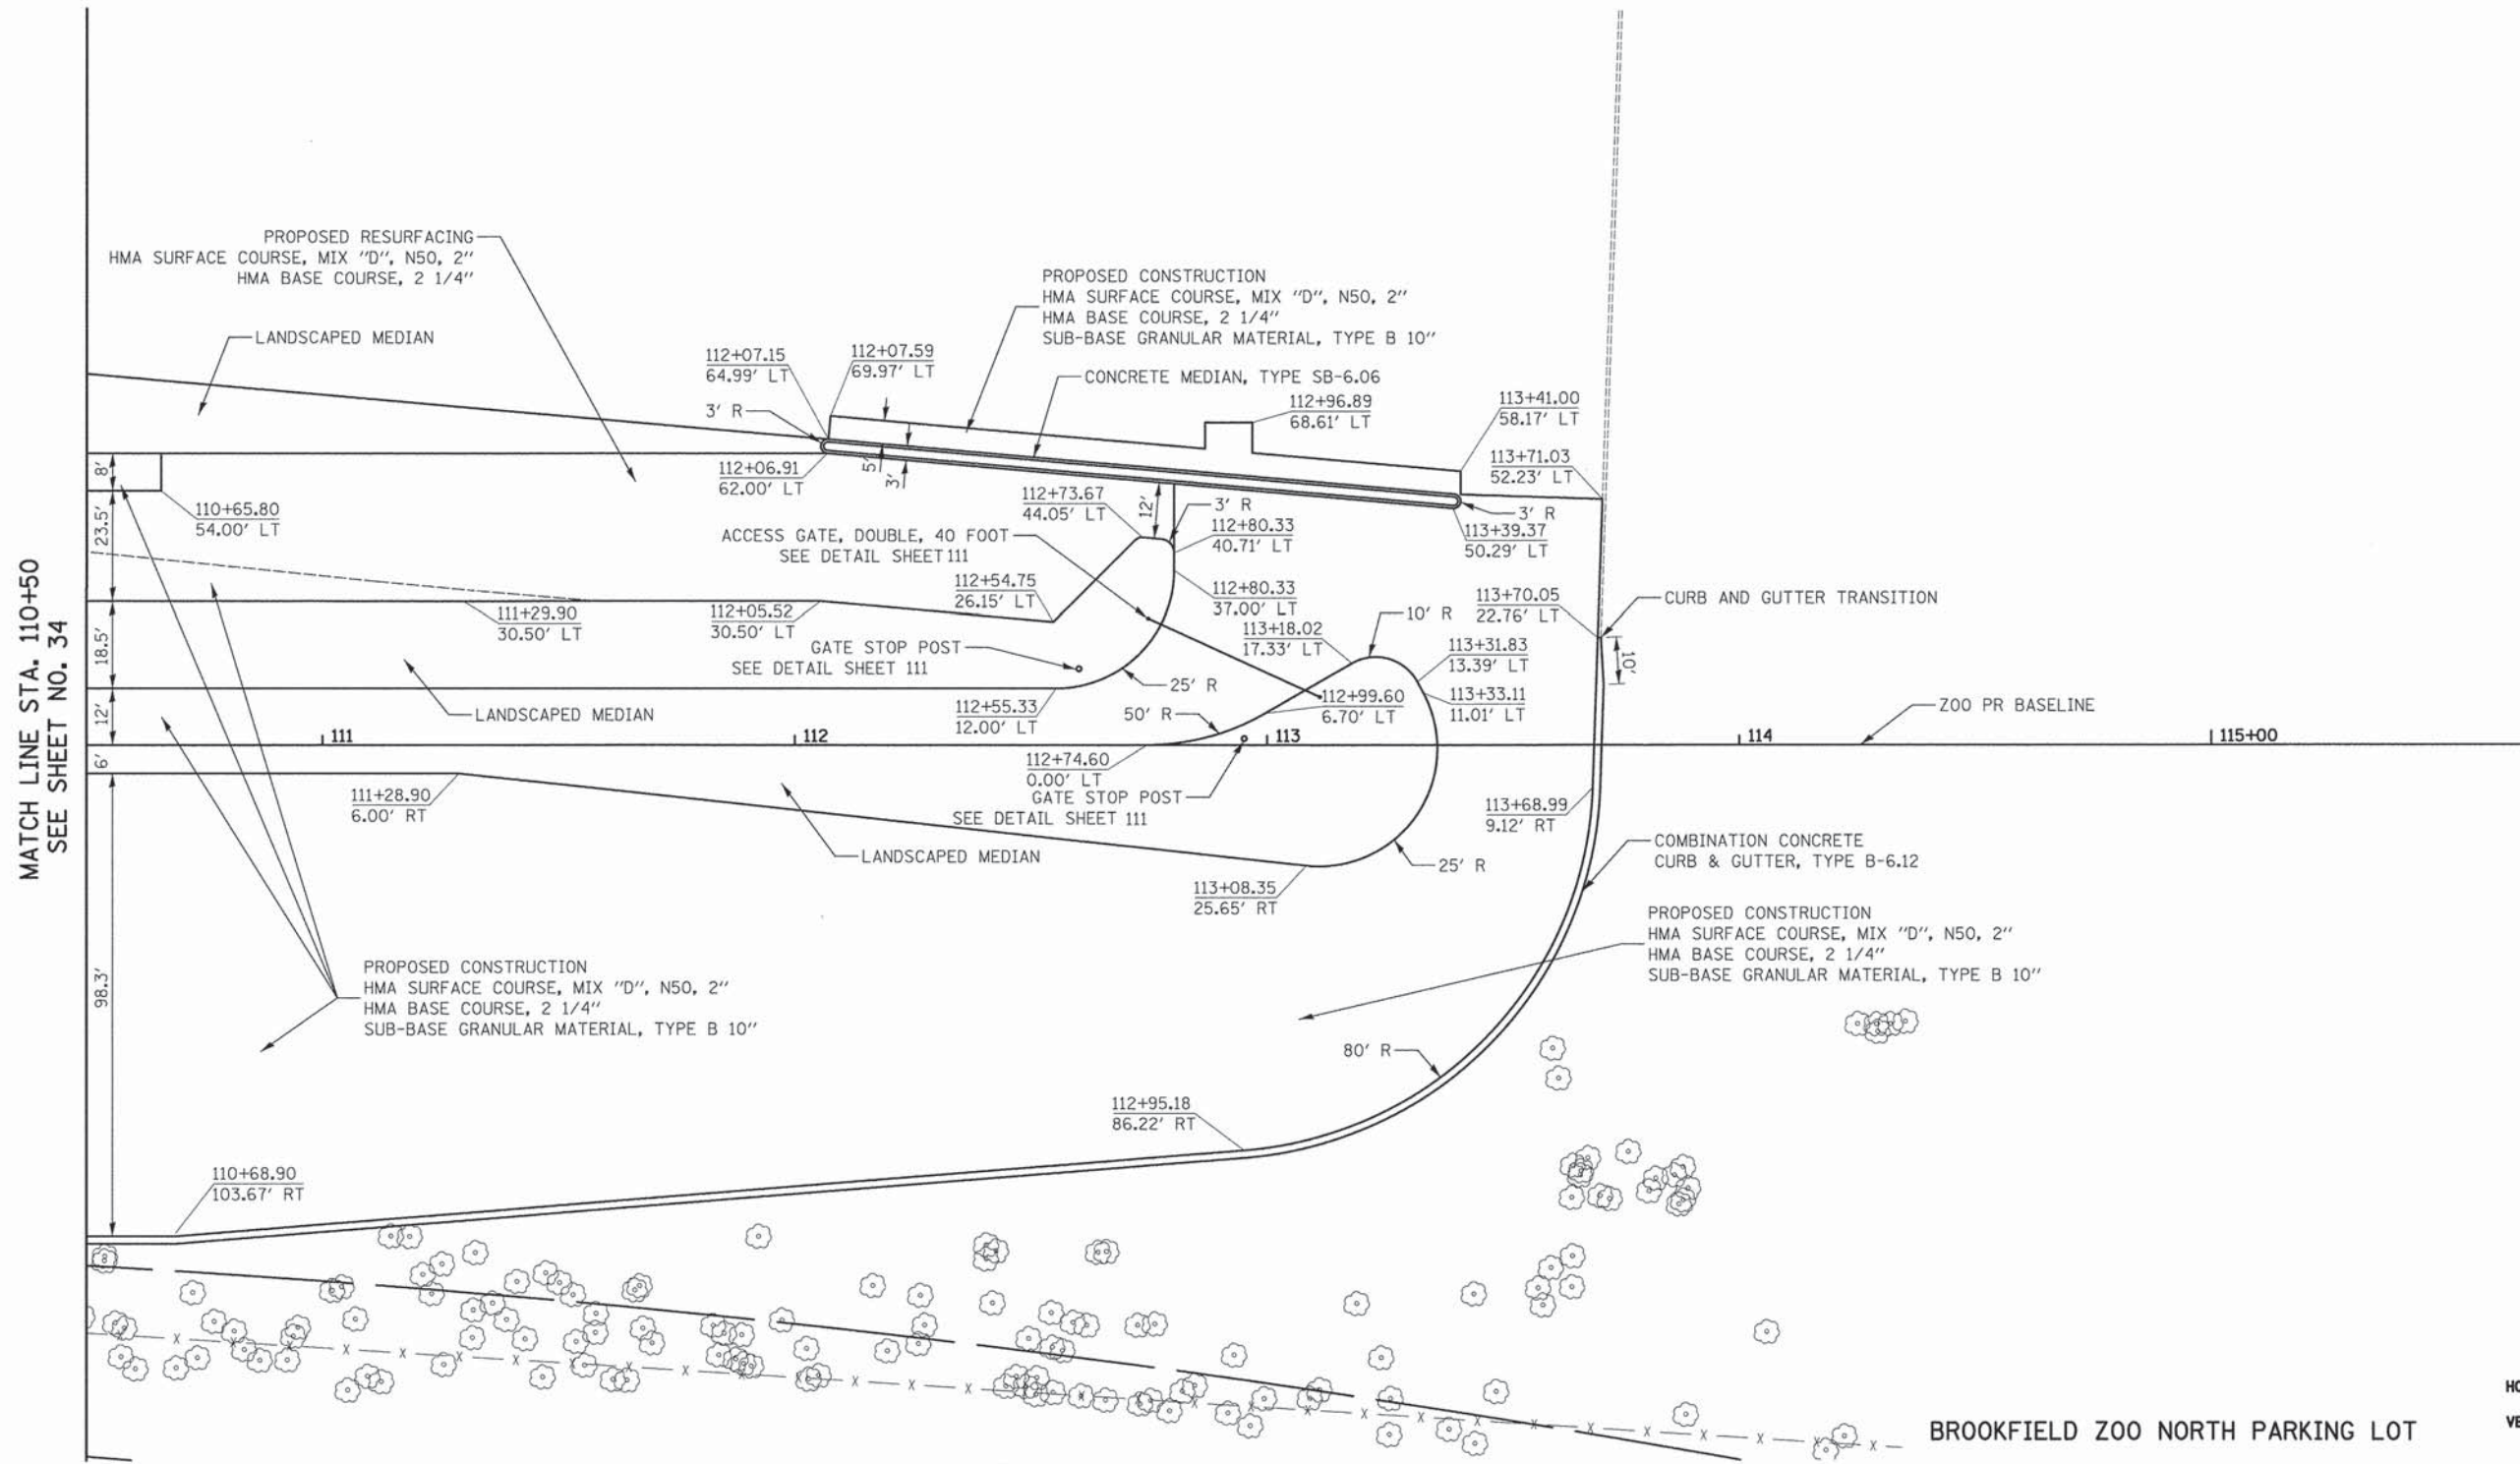 PROPOSED RESURFACING
HMA SURFACE COURSE, MIX "D", N50, 2"
HMA BASE COURSE, 2 1/4"
PROPOSED CONSTRUCTION
HMA SURFACE COURSE, MIX "D", N50, 2"
HMA BASE COURSE, 2 1/4"
SUB-BASE GRANULAR MATERIAL, TYPE B 10"
LANDSCAPED MEDIAN
112+07.15
64.99' LT
112+07.59
69.97' LT
CONCRETE MEDIAN, TYPE SB-6.06
3' R
112+96.89
68.61' LT
113+41.00
58.17' LT
113+71.03
52.23' LT
8'
112+06.91
62.00' LT
5'
3'
110+65.80
54.00' LT
112+73.67
44.05' LT
12'
3' R
3' R
113+39.37
50.29' LT
112+80.33
40.71' LT
23.5'
ACCESS GATE, DOUBLE, 40 FOOT
SEE DETAIL SHEET 111
112+54.75
26.15' LT
112+80.33
37.00' LT
113+70.05
22.76' LT
CURB AND GUTTER TRANSITION
10'
111+29.90
30.50' LT
112+05.52
30.50' LT
10' R
113+18.02
17.33' LT
113+31.83
13.39' LT
18.5'
GATE STOP POST
SEE DETAIL SHEET 111
25' R
112+99.60
6.70' LT
113+33.11
11.01' LT
12'
LANDSCAPED MEDIAN
112+55.33
12.00' LT
50' R
ZOO PR BASELINE
111
112
113
114
115+00
6'
112+74.60
0.00' LT
GATE STOP POST
SEE DETAIL SHEET 111
111+28.90
6.00' RT
113+68.99
9.12' RT
LANDSCAPED MEDIAN
25' R
COMBINATION CONCRETE
CURB & GUTTER, TYPE B-6.12
113+08.35
25.65' RT
MATCH LINE STA. 110+50
SEE SHEET NO. 34
PROPOSED CONSTRUCTION
HMA SURFACE COURSE, MIX "D", N50, 2"
HMA BASE COURSE, 2 1/4"
SUB-BASE GRANULAR MATERIAL, TYPE B 10"
98.3'
PROPOSED CONSTRUCTION
HMA SURFACE COURSE, MIX "D", N50, 2"
HMA BASE COURSE, 2 1/4"
SUB-BASE GRANULAR MATERIAL, TYPE B 10"
80' R
112+95.18
86.22' RT
110+68.90
103.67' RT
BROOKFIELD ZOO NORTH PARKING LOT